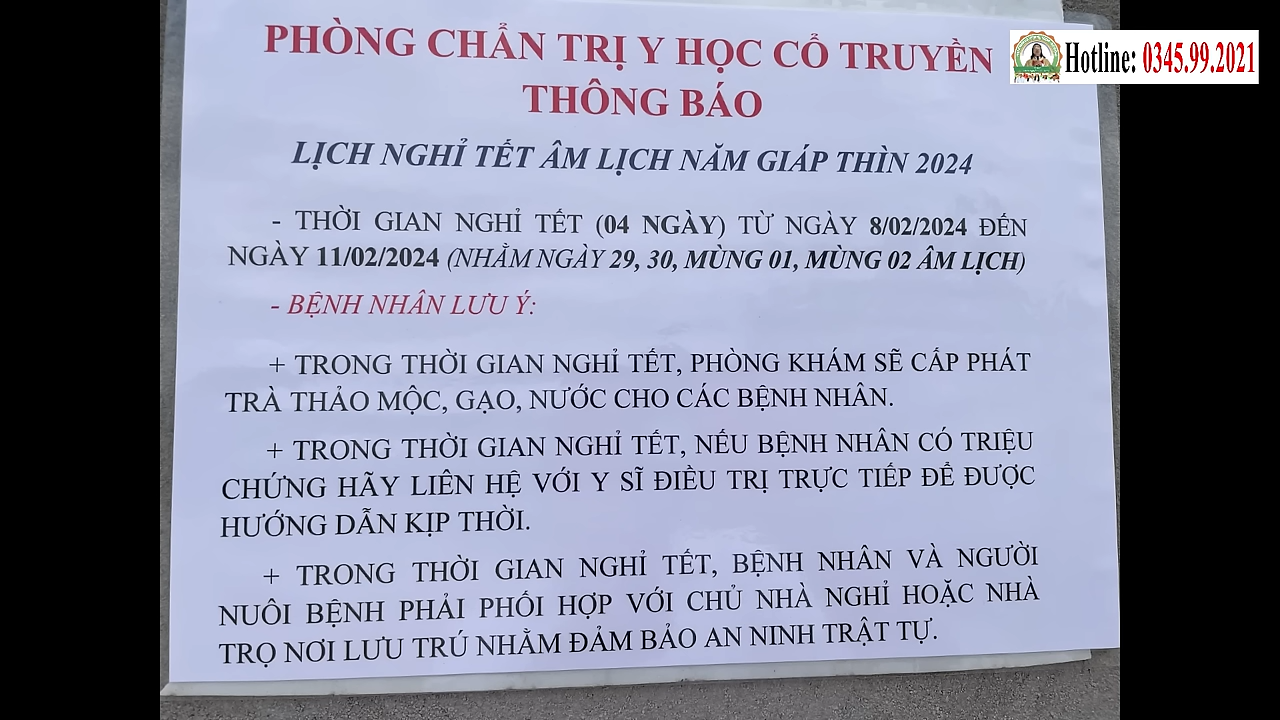 PHÒNG CHẨN TRỊ Y HỌC CỔ TRUYỀN
Hotline: 0345.99.2021
THÔNG BÁO
LỊCH NGHỈ TẾT ÂM LỊCH NĂM GIÁP THÌN 2024
- THỜI GIAN NGHỈ TẾT (04 NGÀY) TỪ NGÀY 8/02/2024 ĐẾN
NGÀY 11/02/2024 (NHẰM NGÀY 29, 30, MÙNG 01, MÙNG 02 ÂM LỊCH)
- BỆNH NHÂN LƯU Ý:
+ TRONG THỜI GIAN NGHỈ TẾT, PHÒNG KHÁM SẼ CẤP PHÁT
TRÀ THẢO MỘC, GẠO, NƯỚC CHO CÁC BỆNH NHÂN.
+ TRONG THỜI GIAN NGHỈ TẾT, NẾU BỆNH NHÂN CÓ TRIỆU
CHỨNG HÃY LIÊN HỆ VỚI Y SĨ ĐIỀU TRỊ TRỰC TIẾP ĐỂ ĐƯỢC
HƯỚNG DẪN KỊP THỜI.
+ TRONG THỜI GIAN NGHỈ TẾT, BỆNH NHÂN VÀ NGƯỜI
NUÔI BỆNH PHẢI PHỐI HỢP VỚI CHỦ NHÀ NGHỈ HOẶC NHÀ
TRỌ NƠI LƯU TRÚ NHẰM ĐẢM BẢO AN NINH TRẬT TỰ.